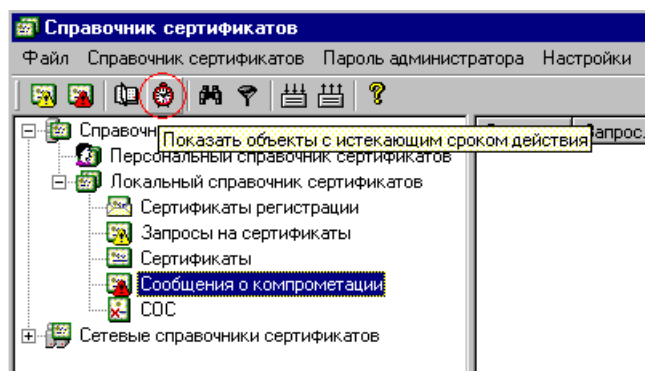 Справочник сертификатов
Файл Справочник сертификатов Пароль администратора Настройки
Показать объекты с истекающим сроком действия
Персональный справочник сертификатов
Локальный справочник сертификатов
Сертификаты регистрации
Запросы на сертификаты
Сертификаты
Сообщения о компрометации
СОС
Сетевые справочники сертификатов